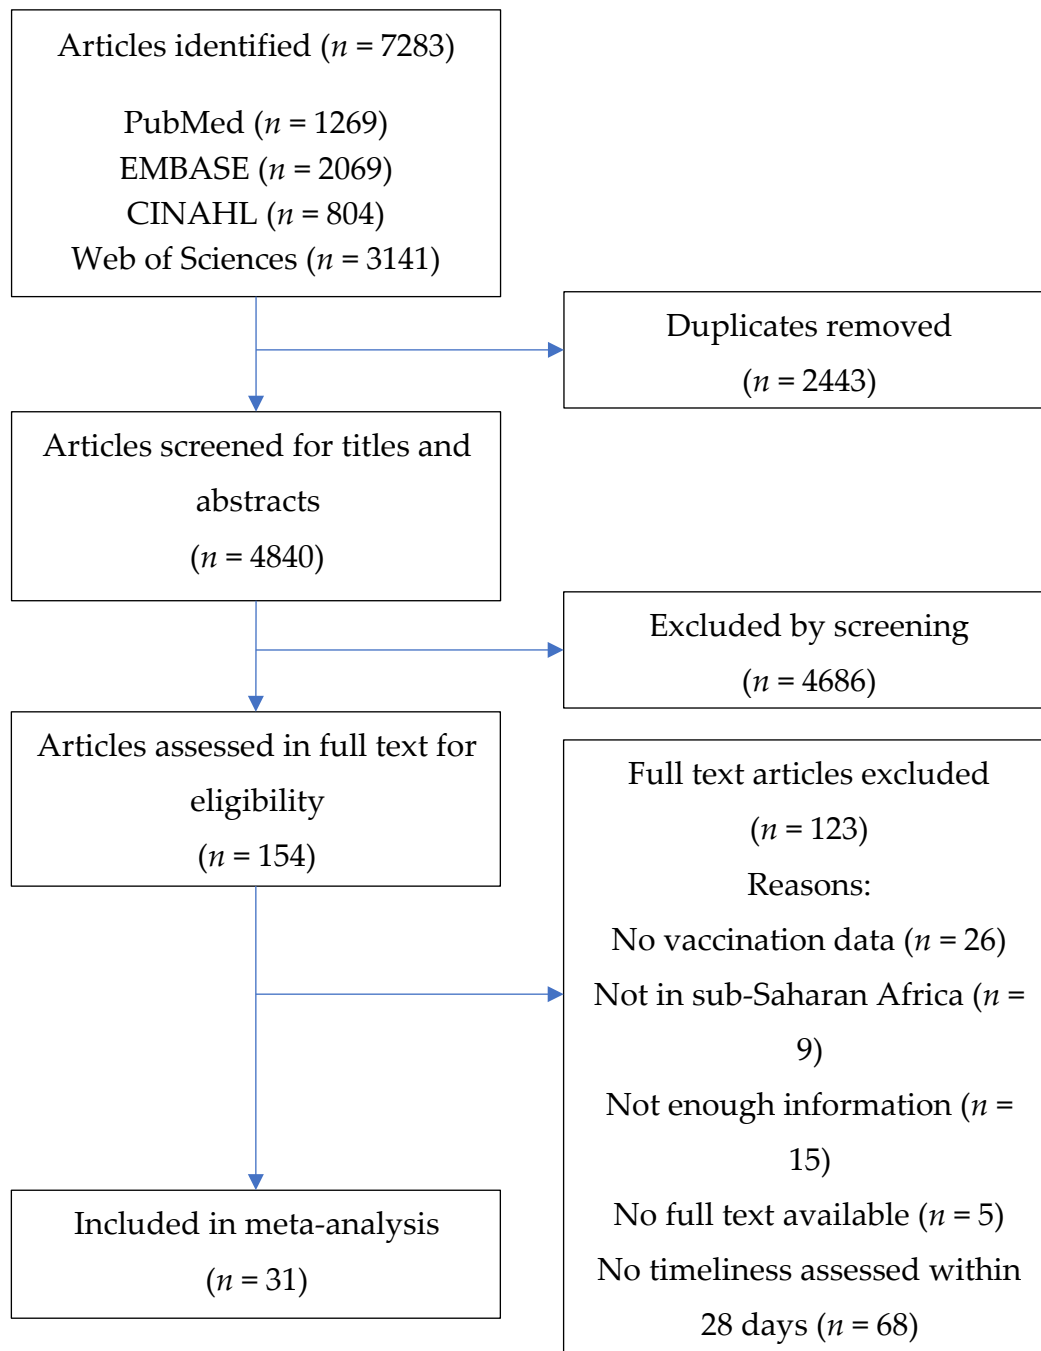 Articles identified (n = 7283)
PubMed (n = 1269)
EMBASE (n = 2069)
CINAHL (n = 804)
Web of Sciences (n = 3141)
Duplicates removed
(n = 2443)
Articles screened for titles and
abstracts
(n = 4840)
Excluded by screening
(n = 4686)
Articles assessed in full text for
eligibility
(n = 154)
Full text articles excluded
(n = 123)
Reasons:
No vaccination data (n = 26)
Not in sub-Saharan Africa (n =
9)
Not enough information (n =
15)
No full text available (n = 5)
No timeliness assessed within
28 days (n = 68)
Included in meta-analysis
(n = 31)